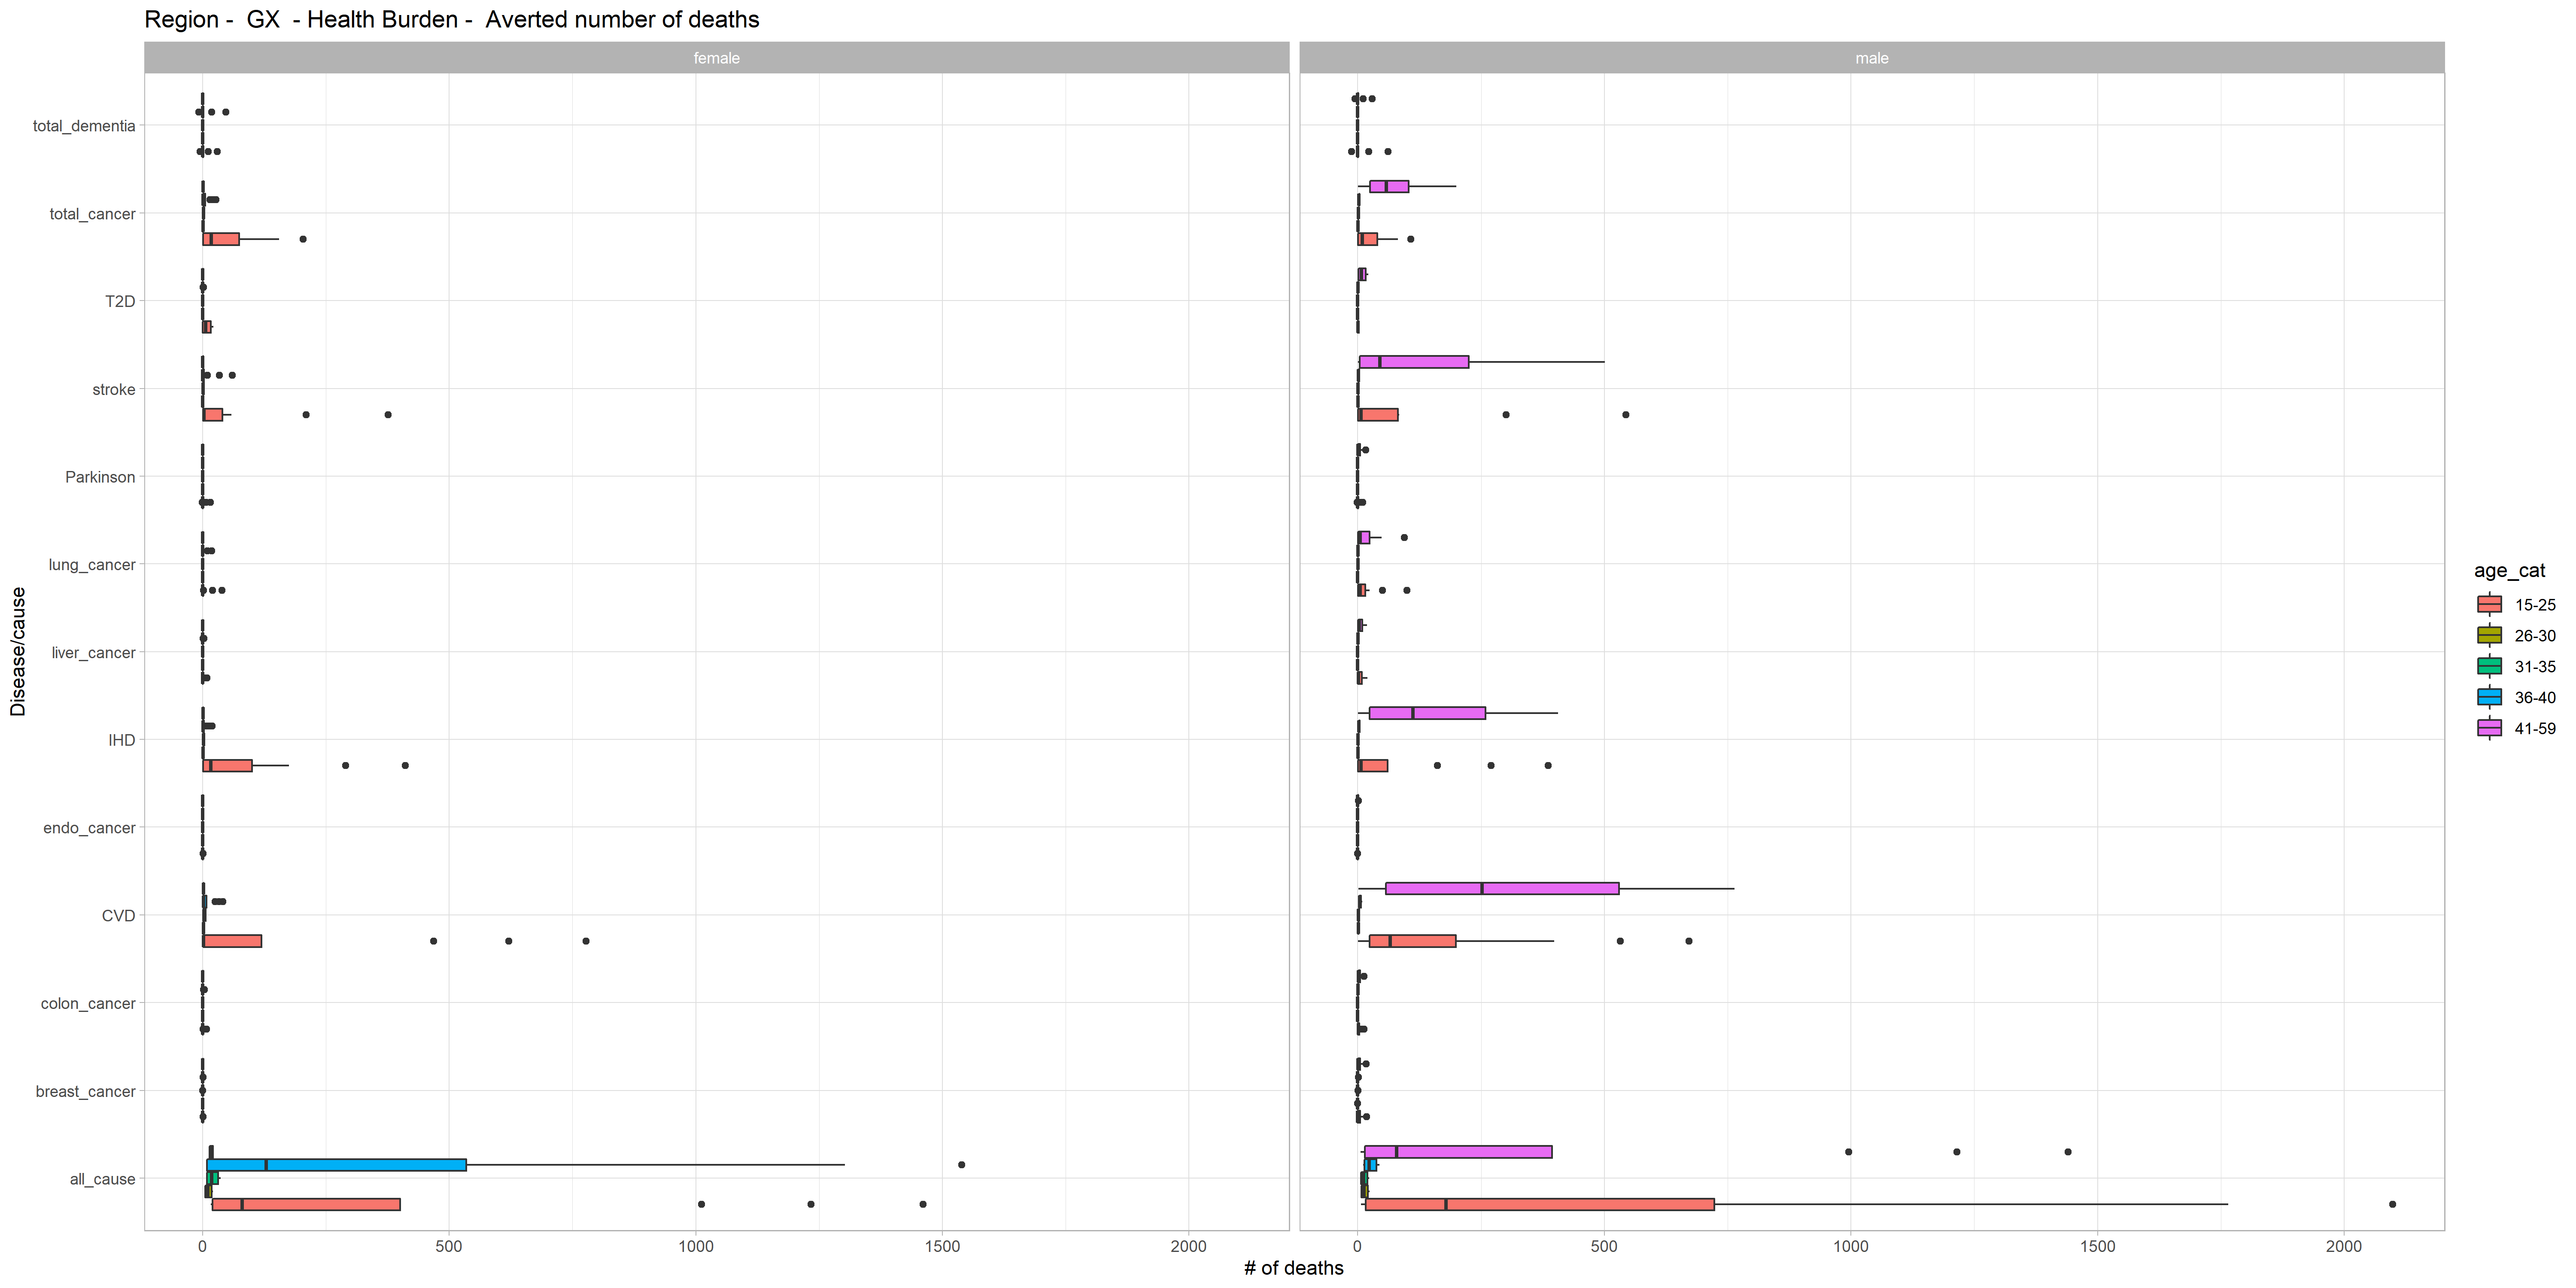 Region -  GX  - Health Burden -  Averted number of deaths
female
male
Disease/cause
total_dementia
total_cancer
T2D
stroke
Parkinson
lung_cancer
liver_cancer
IHD
endo_cancer
CVD
colon_cancer
breast_cancer
all_cause
0 500 1000 1500 2000
0 500 1000 1500 2000
# of deaths
age_cat
15-25
26-30
31-35
36-40
41-59